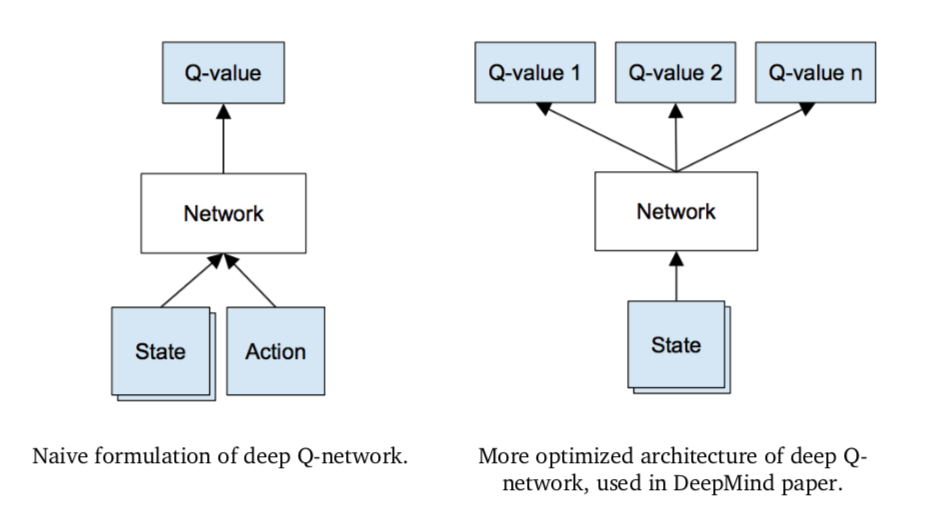 Q-value
Network
State
Action
Naive formulation of deep Q-network.
Q-value 1
Q-value 2
Q-value n
Network
State
More optimized architecture of deep Q-
network, used in DeepMind paper.